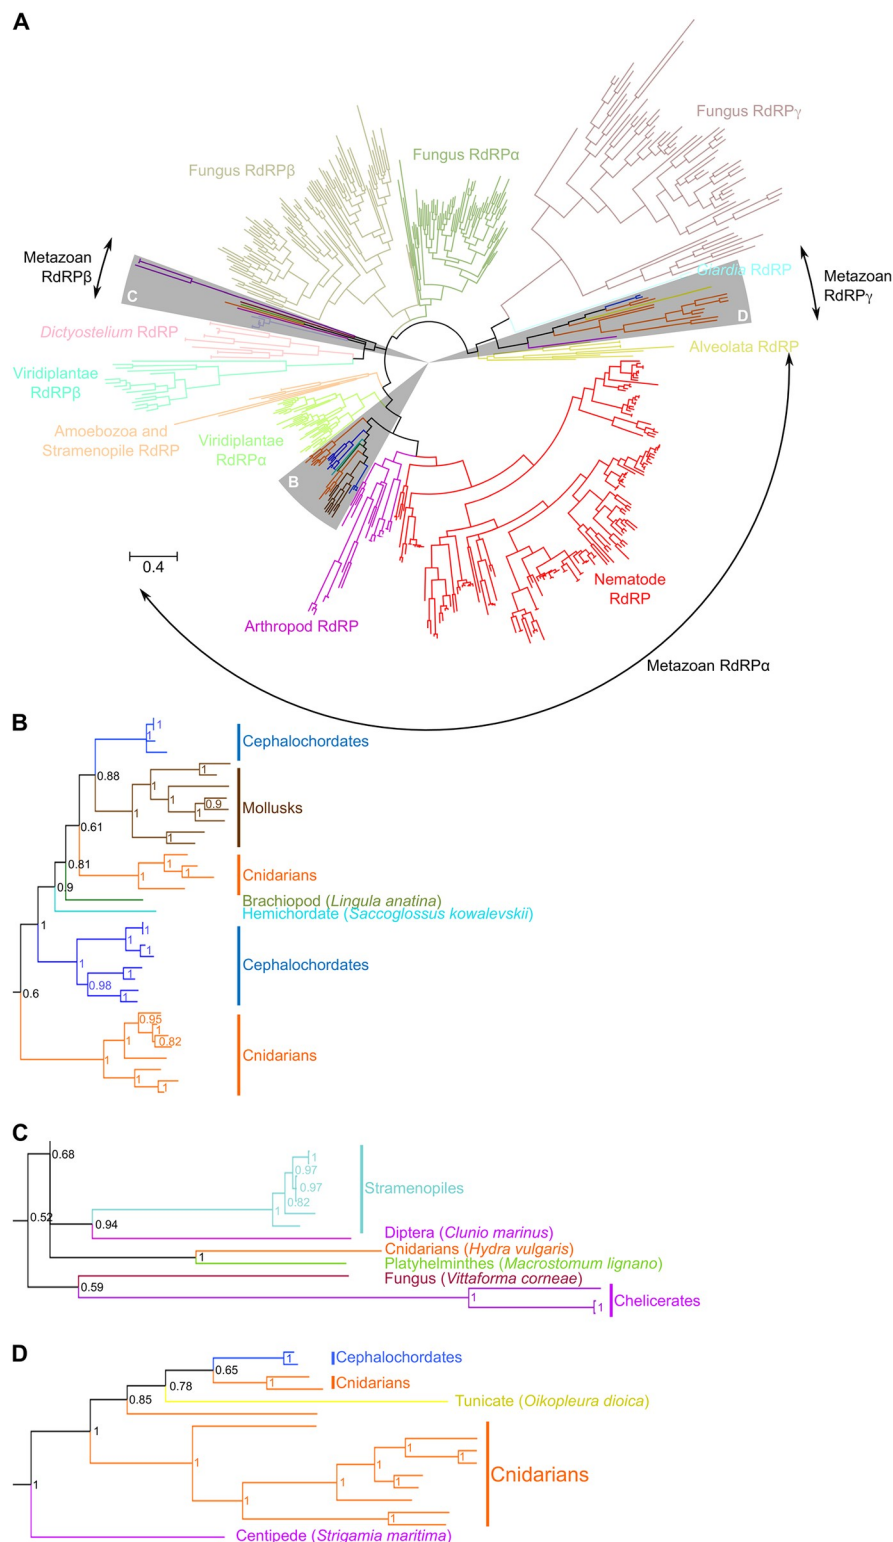 A
Fungus RdRPγ
Fungus RdRPα
Fungus RdRPβ
Metazoan
RdRPβ
C
Giardia RdRP
Metazoan
RdRPγ
D
Dictyostelium RdRP
Alveolata RdRP
Viridiplantae
RdRPβ
Amoebozoa and
Stramenopile RdRP
Viridiplantae
RdRPα
B
0.4
Nematode
RdRP
Arthropod RdRP
Metazoan RdRPα
B
1
1
Cephalochordates
0.88
1
1
1
0.9
1
1
1
Mollusks
0.61
0.81
1
1
1
Cnidarians
0.9
Brachiopod (Lingula anatina)
Hemichordate (Saccoglossus kowalevskii)
1
1
1
1
1
Cephalochordates
1
0.98
1
0.6
0.95
1
0.82
1
1
Cnidarians
1
1
C
0.68
1
0.97
0.97
0.82
Stramenopiles
1
0.52
0.94
Diptera (Clunio marinus)
Cnidarians (Hydra vulgaris)
1
Platyhelminthes (Macrostomum lignano)
Fungus (Vittaforma corneae)
0.59
1
1
Chelicerates
D
1
Cephalochordates
0.65
1
Cnidarians
0.78
0.85
Tunicate (Oikopleura dioica)
1
1
1
1
1
1
1
Cnidarians
1
1
1
Centipede (Strigamia maritima)